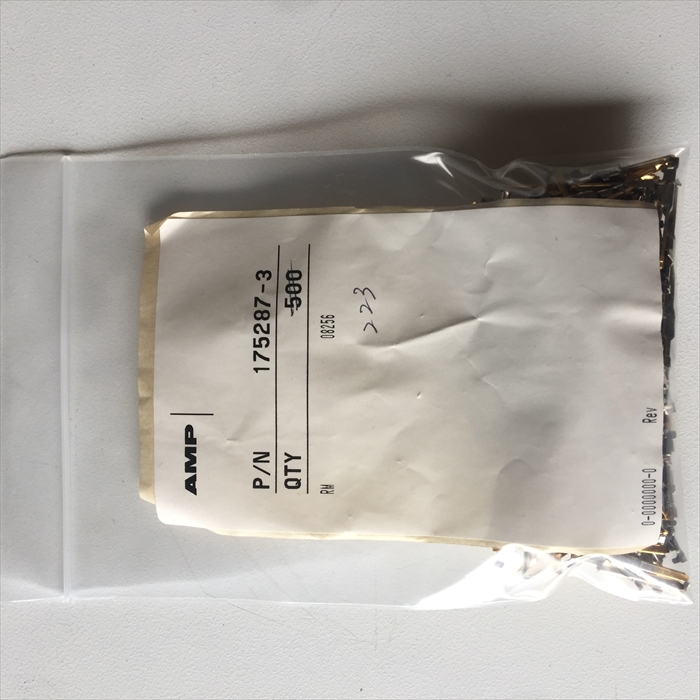 AMP
P/N 175287-3
QTY 500
RM 08256
223
0-0000000-0 Rev